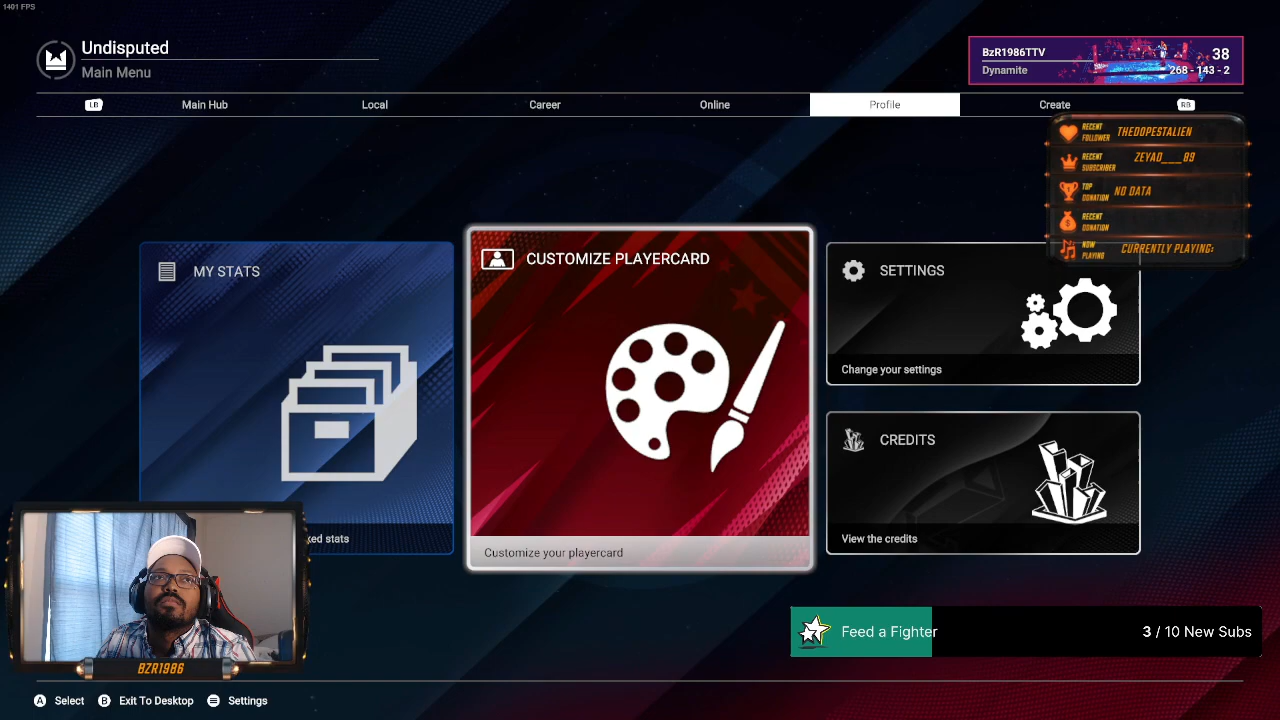 1401 FPS
Undisputed
Main Menu
BzR1986TTV
38
Dynamite
268 - 143 - 2
LB
Main Hub
Local
Career
Online
Profile
Create
RB
RECENT FOLLOWER
THEDOPESTALIEN
RECENT SUBSCRIBER
ZEYAD___89
TOP DONATION
NO DATA
RECENT DONATION
NOW PLAYING
CURRENTLY PLAYING:
MY STATS
ked stats
CUSTOMIZE PLAYERCARD
Customize your playercard
SETTINGS
Change your settings
CREDITS
View the credits
BZR1986
Feed a Fighter
3 / 10 New Subs
A Select
B Exit To Desktop
Settings